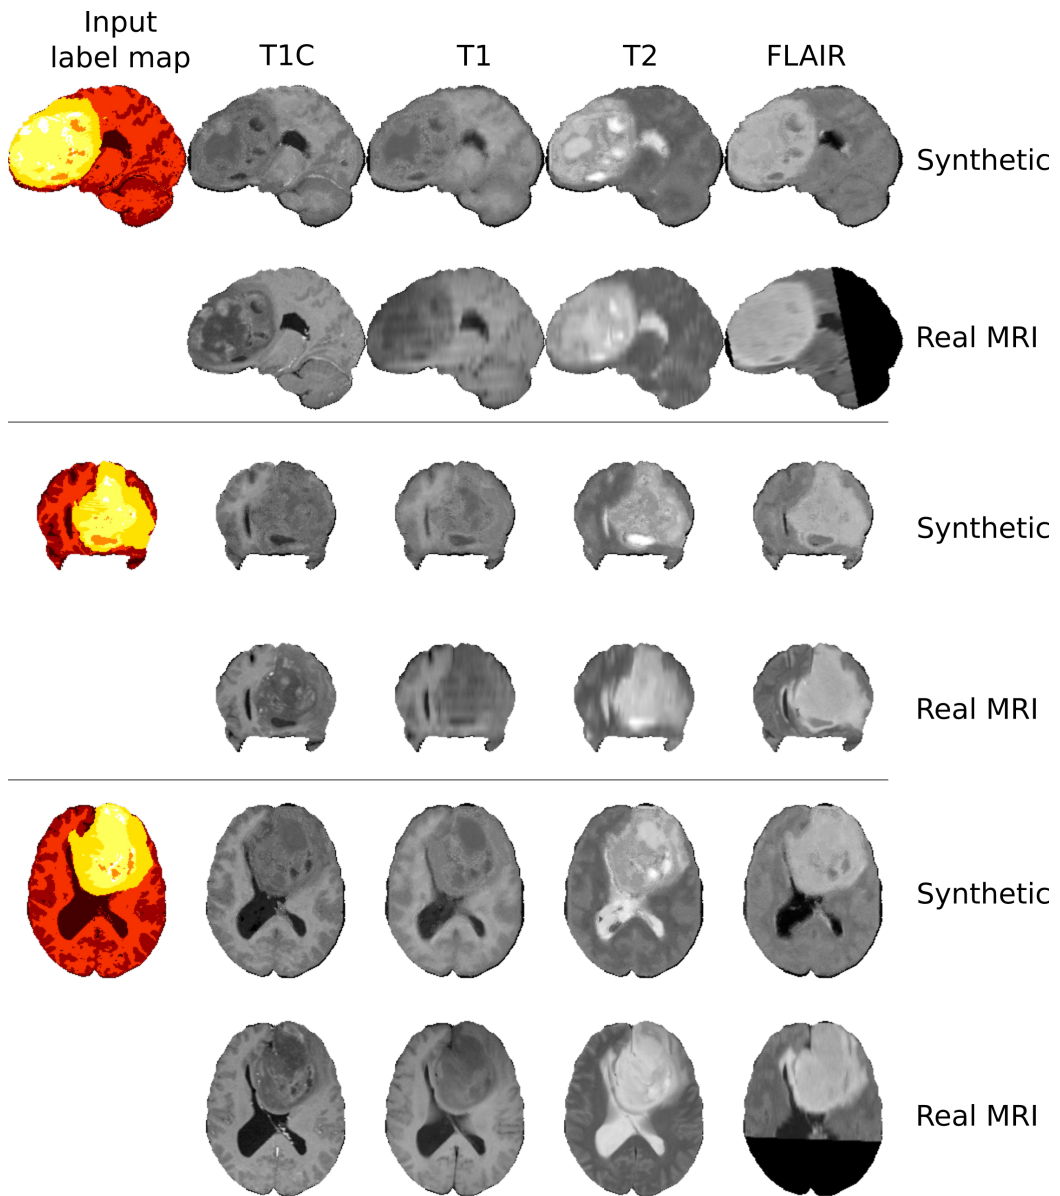 Input
label map
T1C
T1
T2
FLAIR
Synthetic
Real MRI
Synthetic
Real MRI
Synthetic
Real MRI